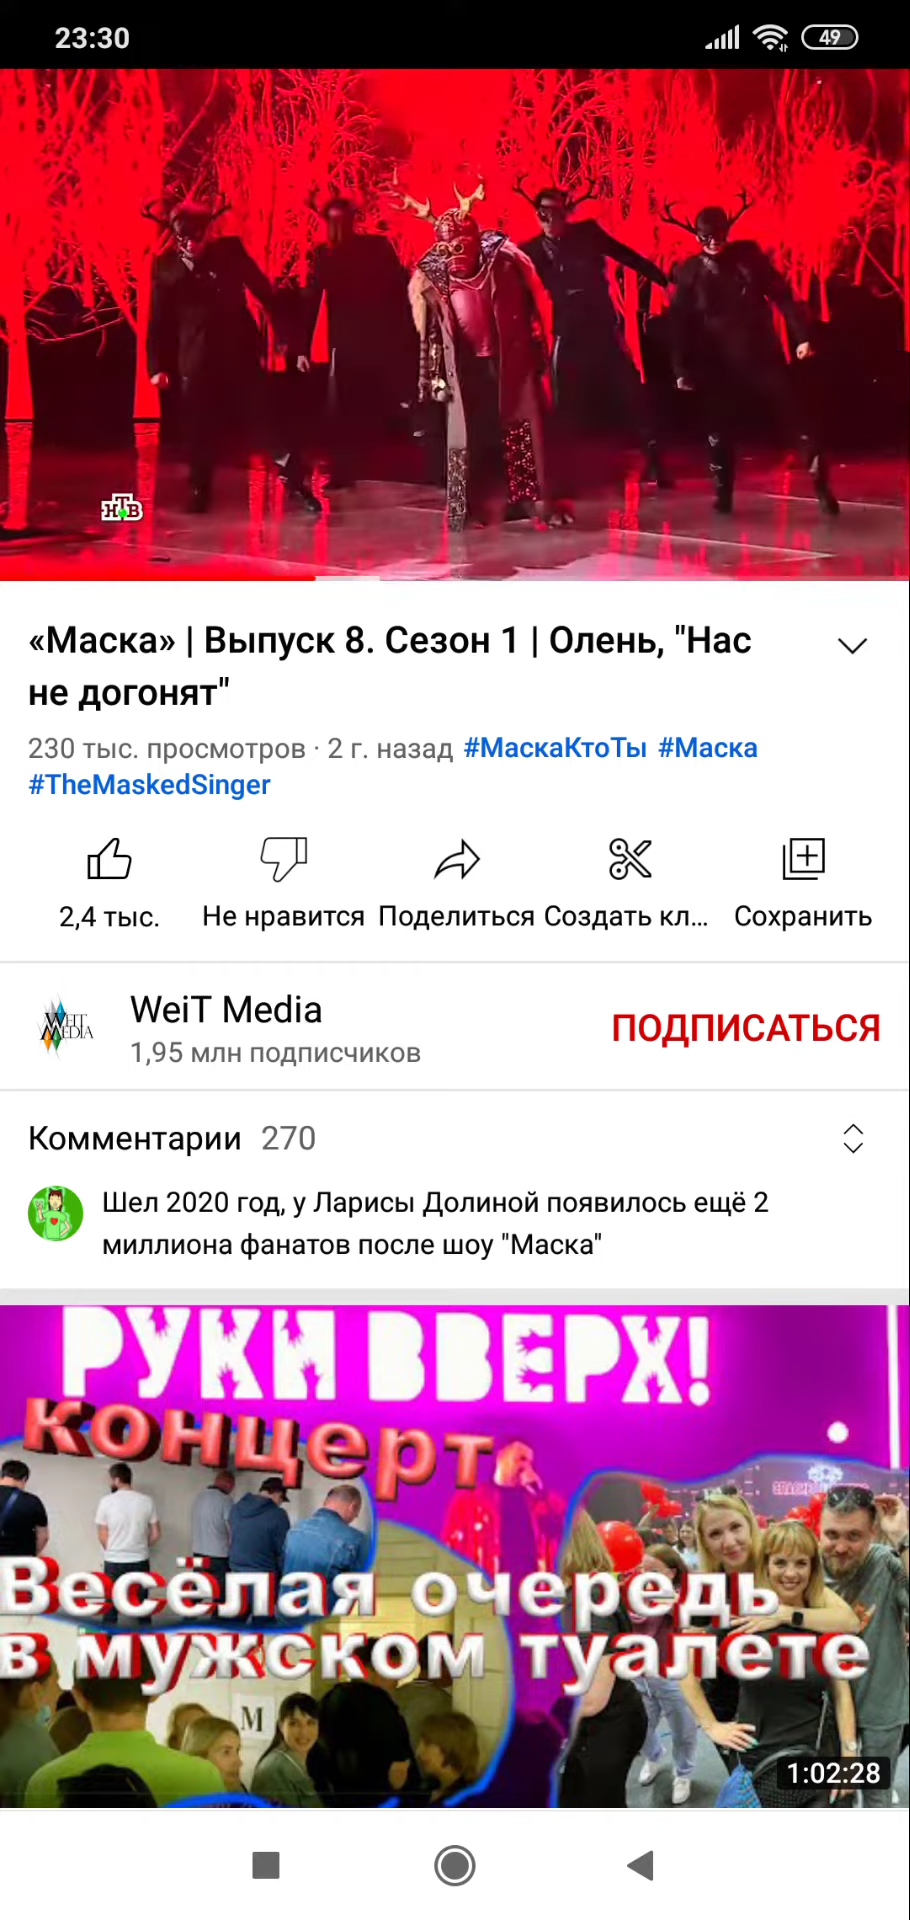 23:30
49
НТВ
«Маска» | Выпуск 8. Сезон 1 | Олень, "Нас
не догонят"
230 тыс. просмотров · 2 г. назад #МаскаКтоТы #Маска
#TheMaskedSinger
2,4 тыс.
Не нравится
Поделиться
Создать кл...
Сохранить
WEIT
MEDIA
WeiT Media
1,95 млн подписчиков
ПОДПИСАТЬСЯ
Комментарии 270
Шел 2020 год, у Ларисы Долиной появилось ещё 2
миллиона фанатов после шоу "Маска"
РУКИ ВВЕРХ!
концерт
Весёлая очередь
в мужском туалете
М
1:02:28